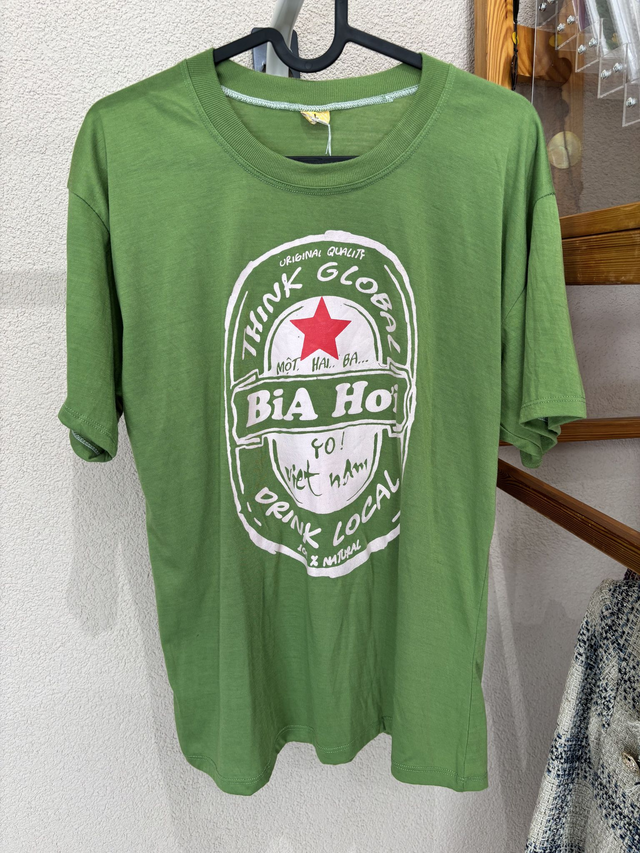 L
ORIGINAL QUALITY
THINK GLOBAL
MỘT. HAI.. BA...
BiA Hơi
YO!
việt nam
DRINK LOCAL
100% NATURAL